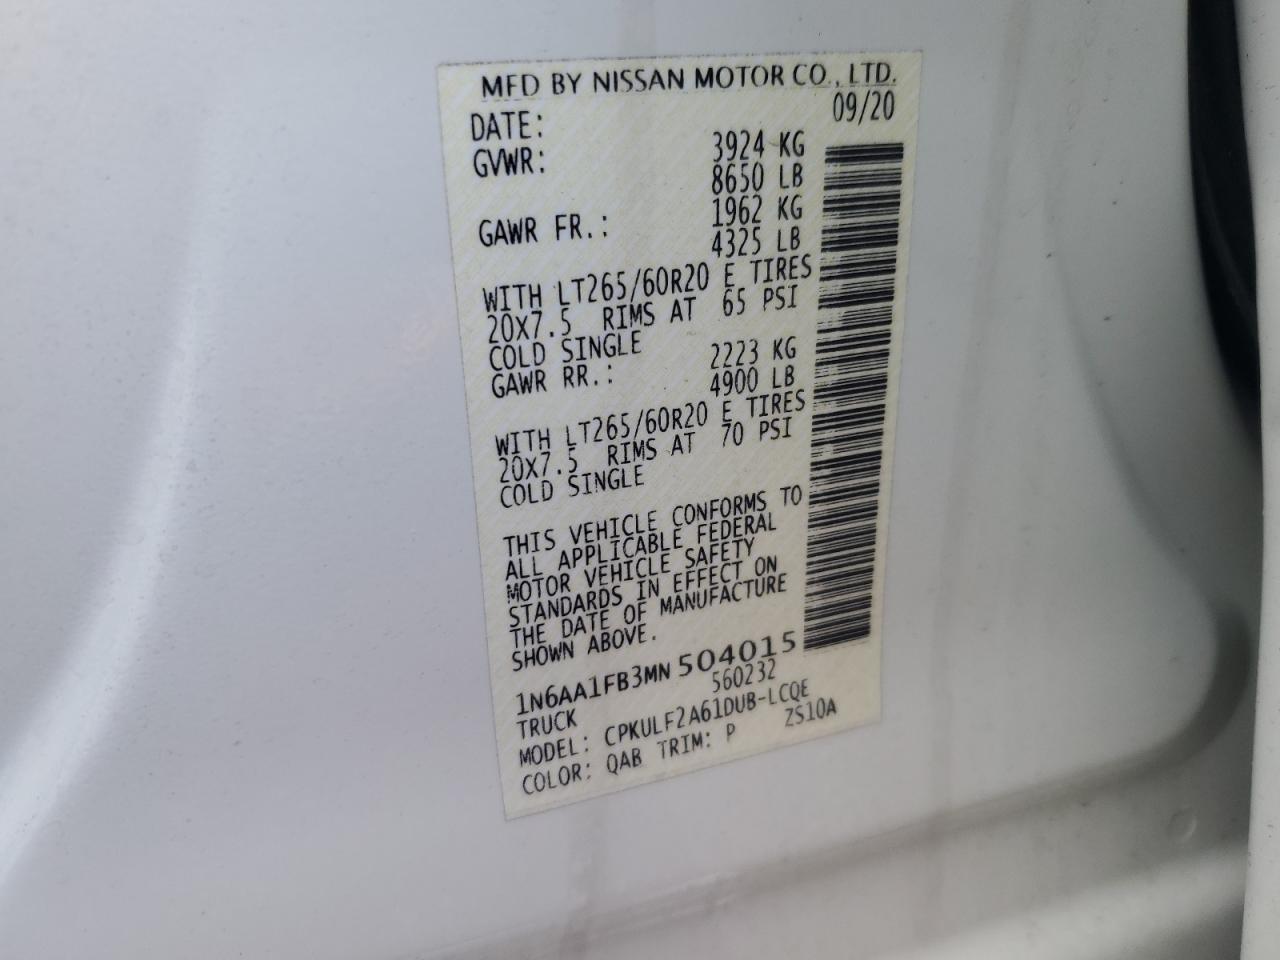 MFD BY NISSAN MOTOR CO., LTD.
DATE: 09/20
GVWR: 3924 KG
8650 LB
GAWR FR.: 1962 KG
4325 LB
WITH LT265/60R20 E TIRES
20X7.5 RIMS AT 65 PSI
COLD SINGLE
GAWR RR.: 2223 KG
4900 LB
WITH LT265/60R20 E TIRES
20X7.5 RIMS AT 70 PSI
COLD SINGLE
THIS VEHICLE CONFORMS TO
ALL APPLICABLE FEDERAL
MOTOR VEHICLE SAFETY
STANDARDS IN EFFECT ON
THE DATE OF MANUFACTURE
SHOWN ABOVE.
1N6AA1FB3MN504015
TRUCK 560232
MODEL: CPKULF2A61DUB-LCQE
COLOR: QAB TRIM: P ZS10A